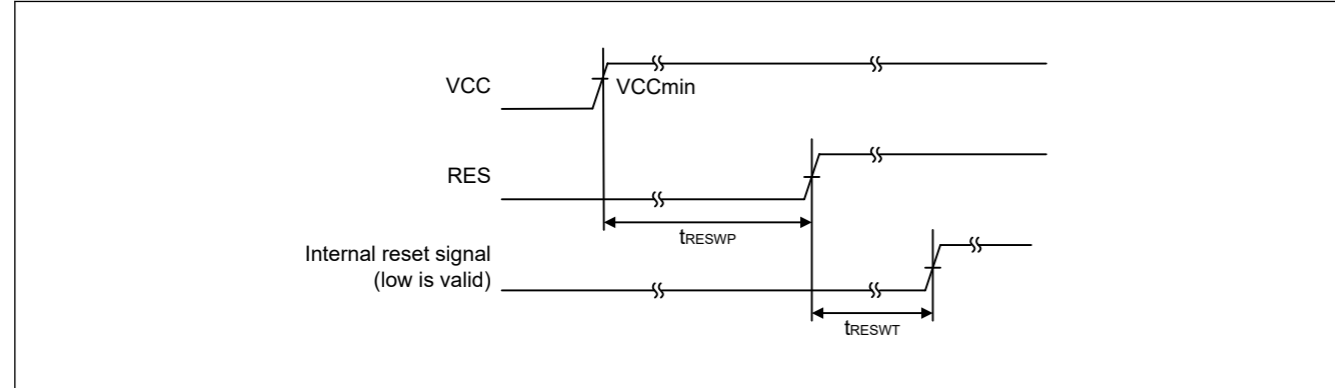 VCC
VCCmin
RES
tRESWP
Internal reset signal
(low is valid)
tRESWT